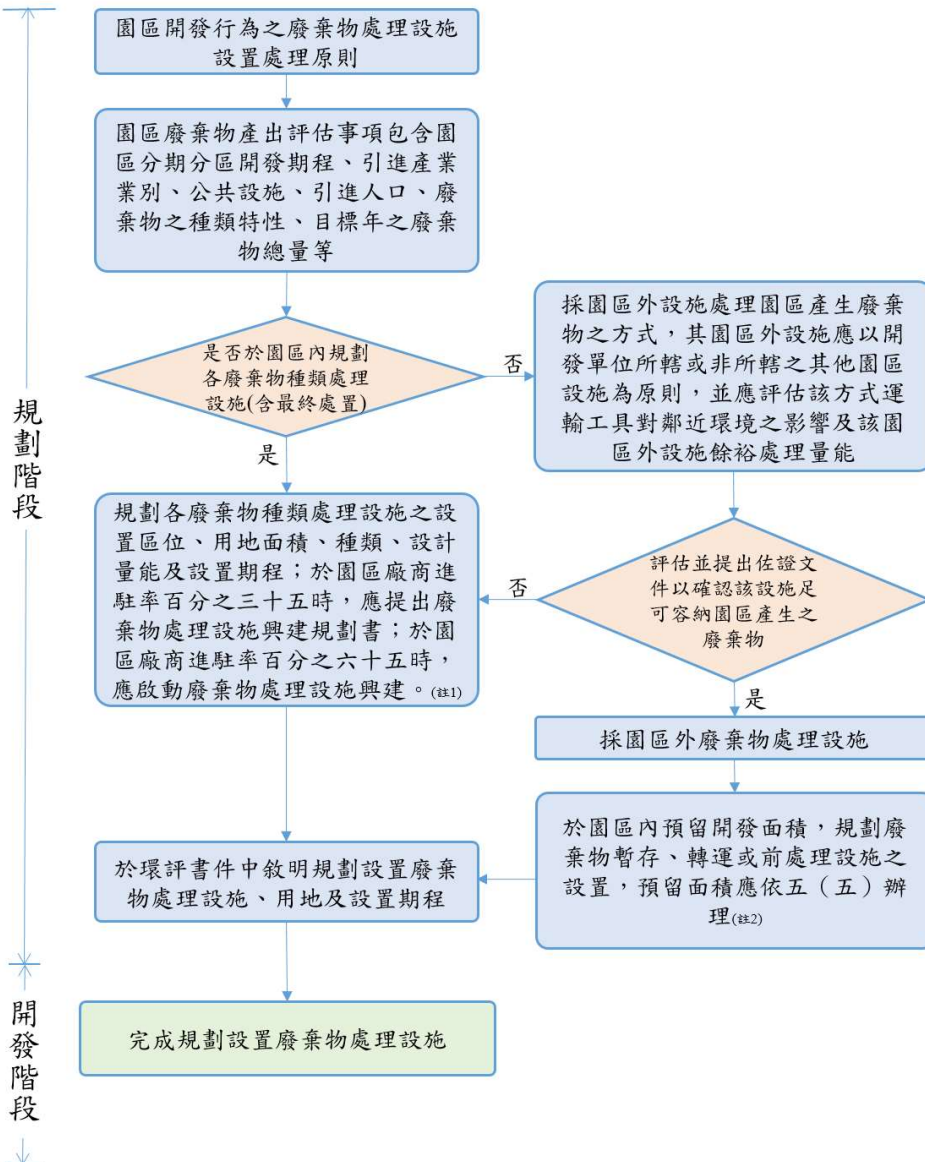 園區開發行為之廢棄物處理設施
設置處理原則
園區廢棄物產出評估事項包含園
區分期分區開發期程、引進產業
業別、公共設施、引進人口、廢
棄物之種類特性、目標年之廢棄
物總量等
是否於園區內規劃
各廢棄物種類處理
設施(含最終處置)
否
採園區外設施處理園區產生廢棄
物之方式，其園區外設施應以開
發單位所轄或非所轄之其他園區
設施為原則，並應評估該方式運
輸工具對鄰近環境之影響及該園
區外設施餘裕處理量能
是
規劃各廢棄物種類處理設施之設
置區位、用地面積、種類、設計
量能及設置期程；於園區廠商進
駐率百分之三十五時，應提出廢
棄物處理設施興建規劃書；於園
區廠商進駐率百分之六十五時，
應啟動廢棄物處理設施興建。(註1)
否
評估並提出佐證文
件以確認該設施足
可容納園區產生之
廢棄物
是
採園區外廢棄物處理設施
於園區內預留開發面積，規劃廢
棄物暫存、轉運或前處理設施之
設置，預留面積應依五（五）辦
理(註2)
於環評書件中敘明規劃設置廢棄
物處理設施、用地及設置期程
完成規劃設置廢棄物處理設施
規劃階段
開發階段